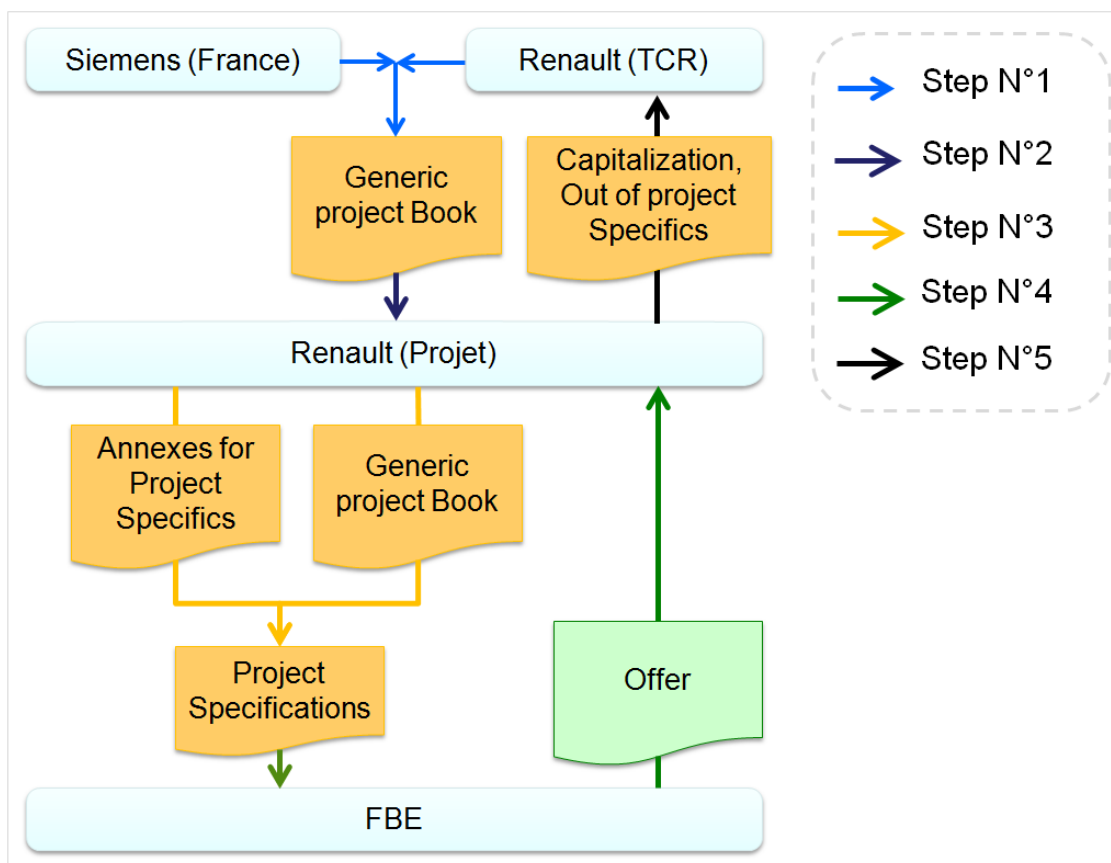 Siemens (France)
Renault (TCR)
Generic
project Book
Capitalization,
Out of project
Specifics
Renault (Projet)
Annexes for
Project
Specifics
Generic
project Book
Project
Specifications
Offer
FBE
Step N°1
Step N°2
Step N°3
Step N°4
Step N°5